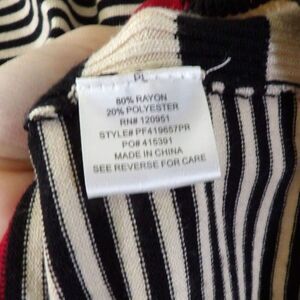 PL
80% RAYON
20% POLYESTER
RN# 120951
STYLE# PF419657PR
PO# 415391
MADE IN CHINA
SEE REVERSE FOR CARE